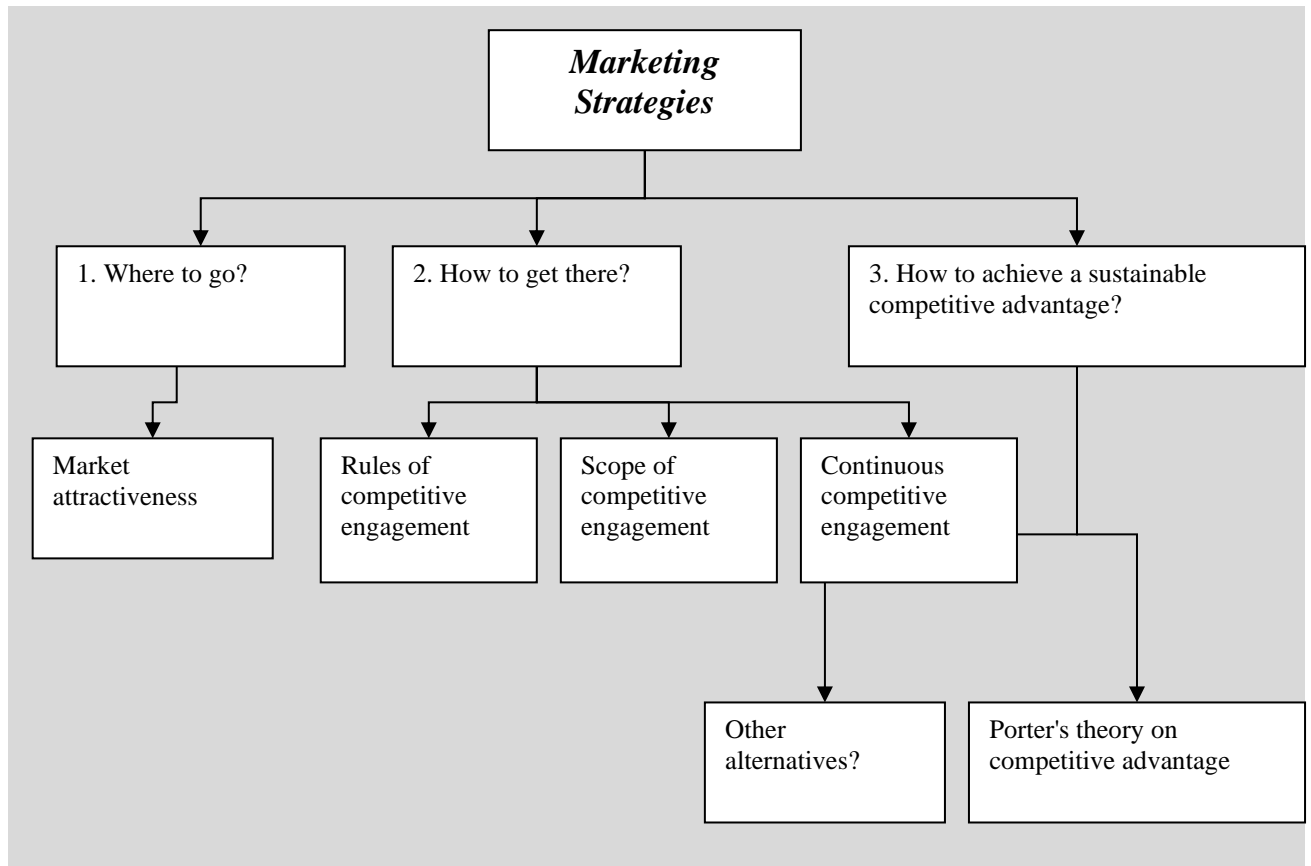 Marketing
Strategies
1. Where to go?
2. How to get there?
3. How to achieve a sustainable
competitive advantage?
Market
attractiveness
Rules of
competitive
engagement
Scope of
competitive
engagement
Continuous
competitive
engagement
Other
alternatives?
Porter's theory on
competitive advantage